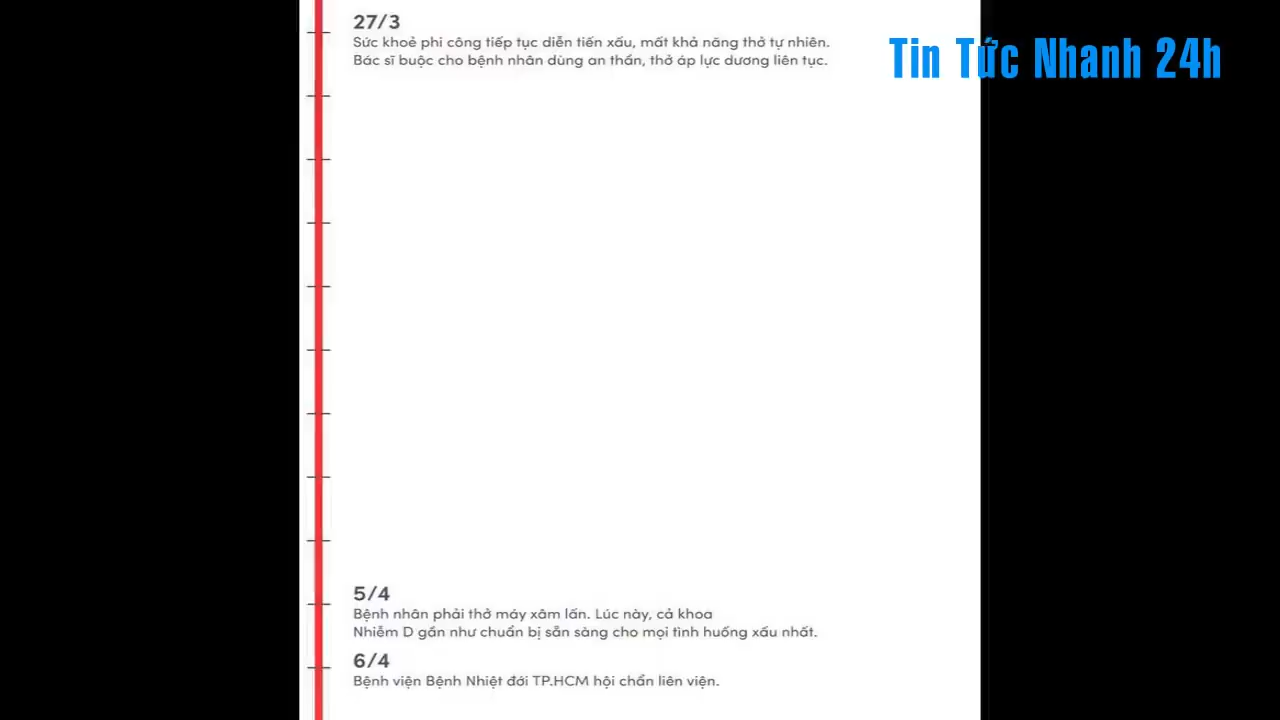 27/3
Sức khoẻ phi công tiếp tục diễn tiến xấu, mất khả năng thở tự nhiên.
Bác sĩ buộc cho bệnh nhân dùng an thần, thở áp lực dương liên tục.
Tin Tức Nhanh 24h
5/4
Bệnh nhân phải thở máy xâm lấn. Lúc này, cả khoa
Nhiễm D gần như chuẩn bị sẵn sàng cho mọi tình huống xấu nhất.
6/4
Bệnh viện Bệnh Nhiệt đới TP.HCM hội chẩn liên viện.